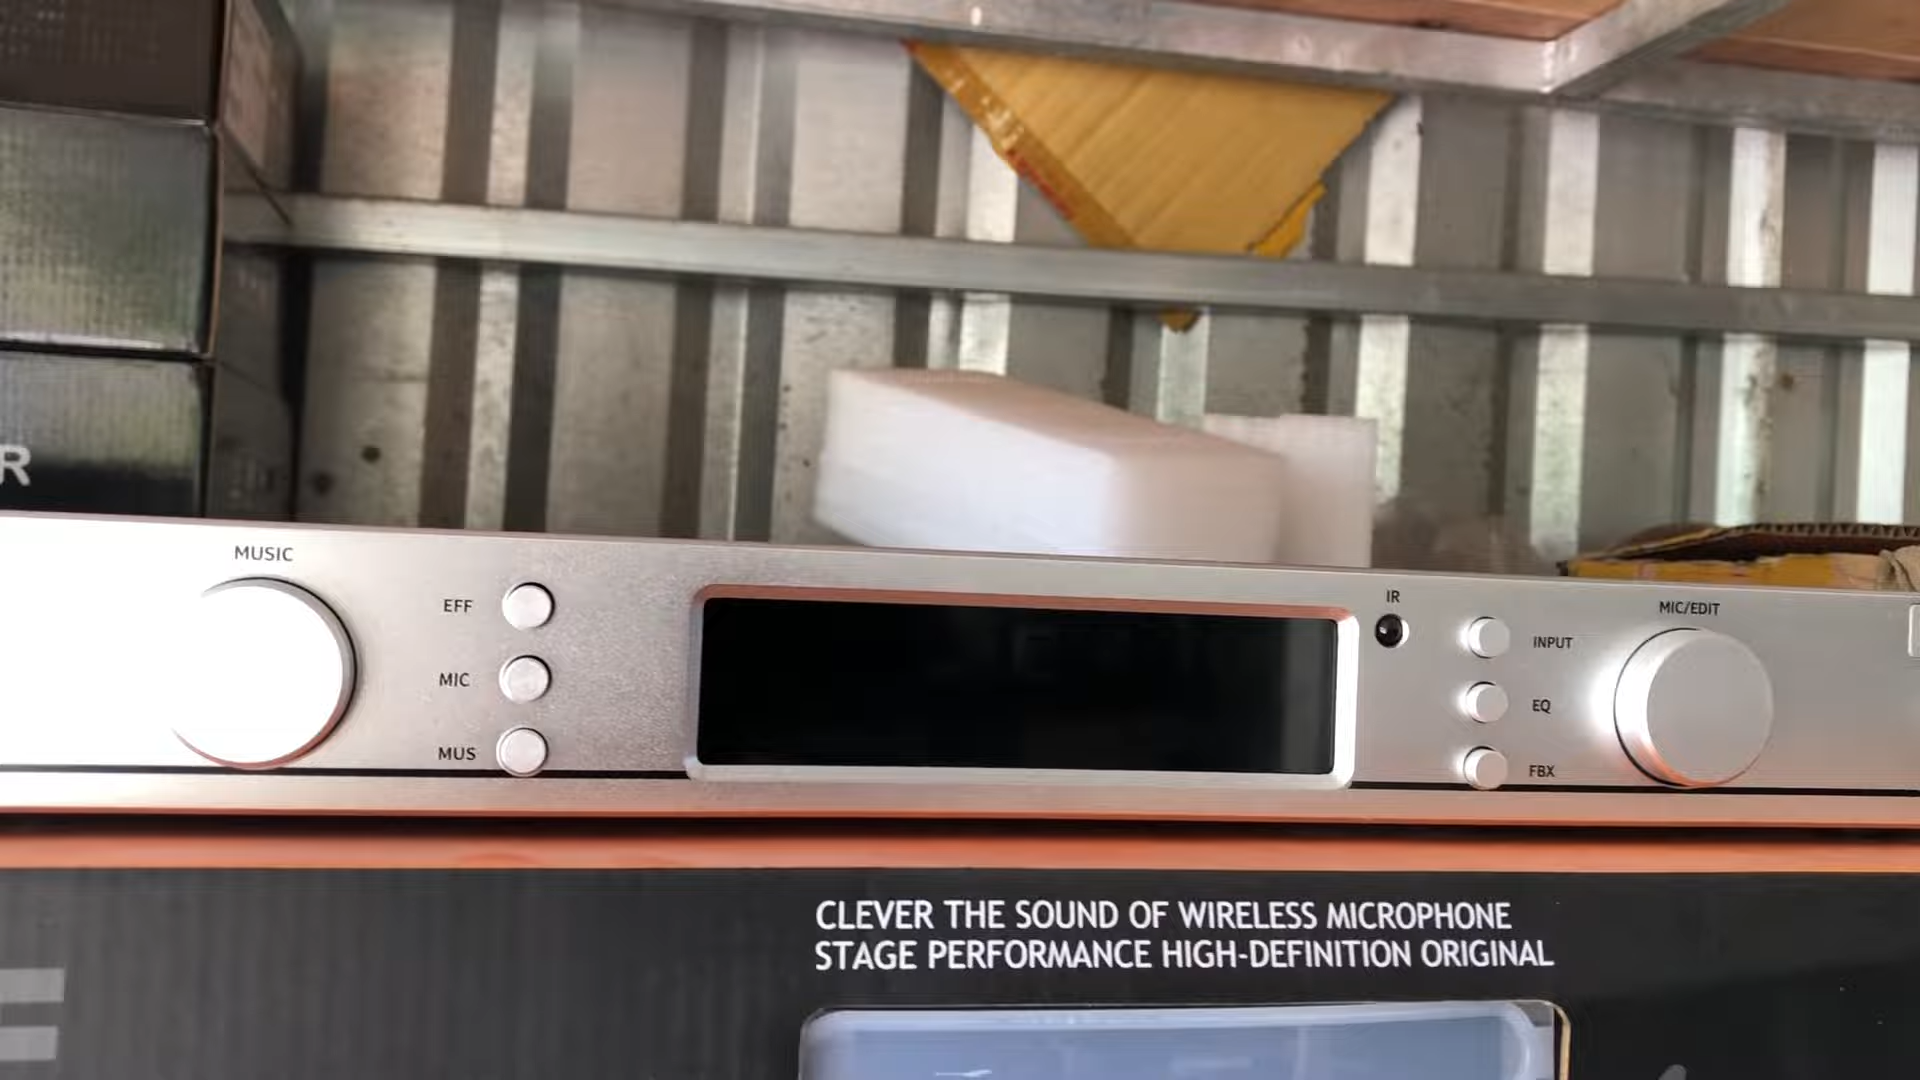 R
MUSIC
EFF
MIC
MUS
IR
INPUT
EQ
FBX
MIC/EDIT
CLEVER THE SOUND OF WIRELESS MICROPHONE
STAGE PERFORMANCE HIGH-DEFINITION ORIGINAL